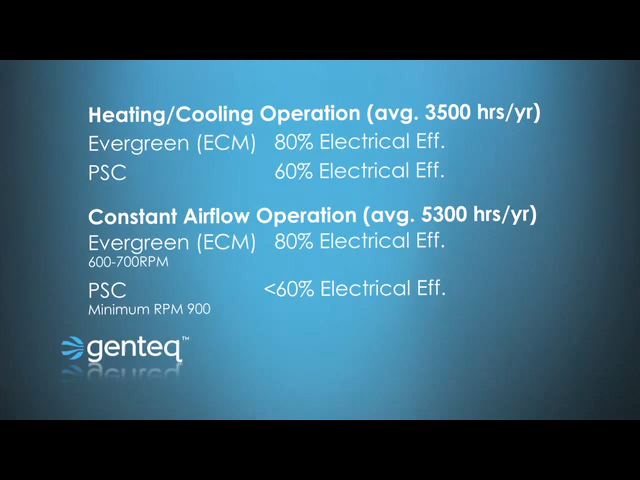 Heating/Cooling Operation (avg. 3500 hrs/yr)
Evergreen (ECM) 80% Electrical Eff.
PSC 60% Electrical Eff.
Constant Airflow Operation (avg. 5300 hrs/yr)
Evergreen (ECM) 80% Electrical Eff.
600-700RPM
PSC <60% Electrical Eff.
Minimum RPM 900
genteq™